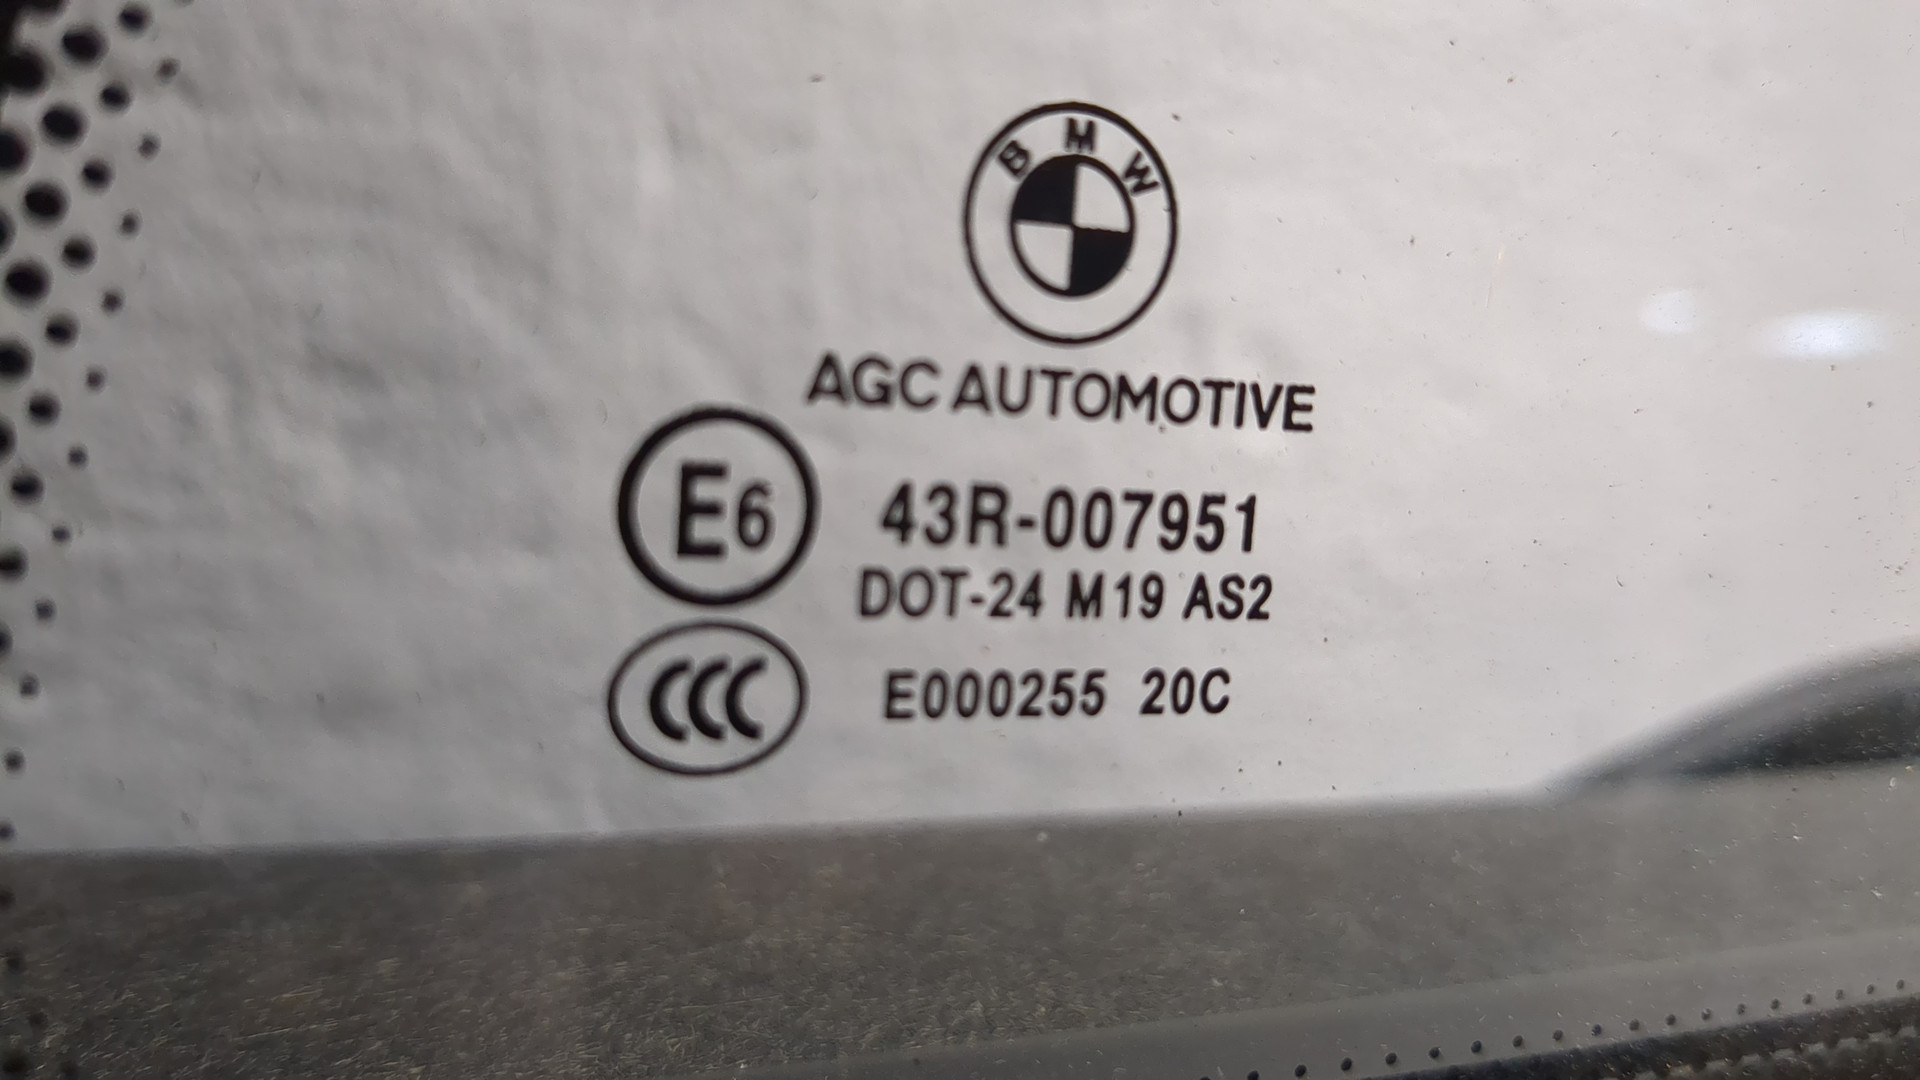 BMW
AGC AUTOMOTIVE
E6 43R-007951
DOT-24 M19 AS2
CCC E000255 20C